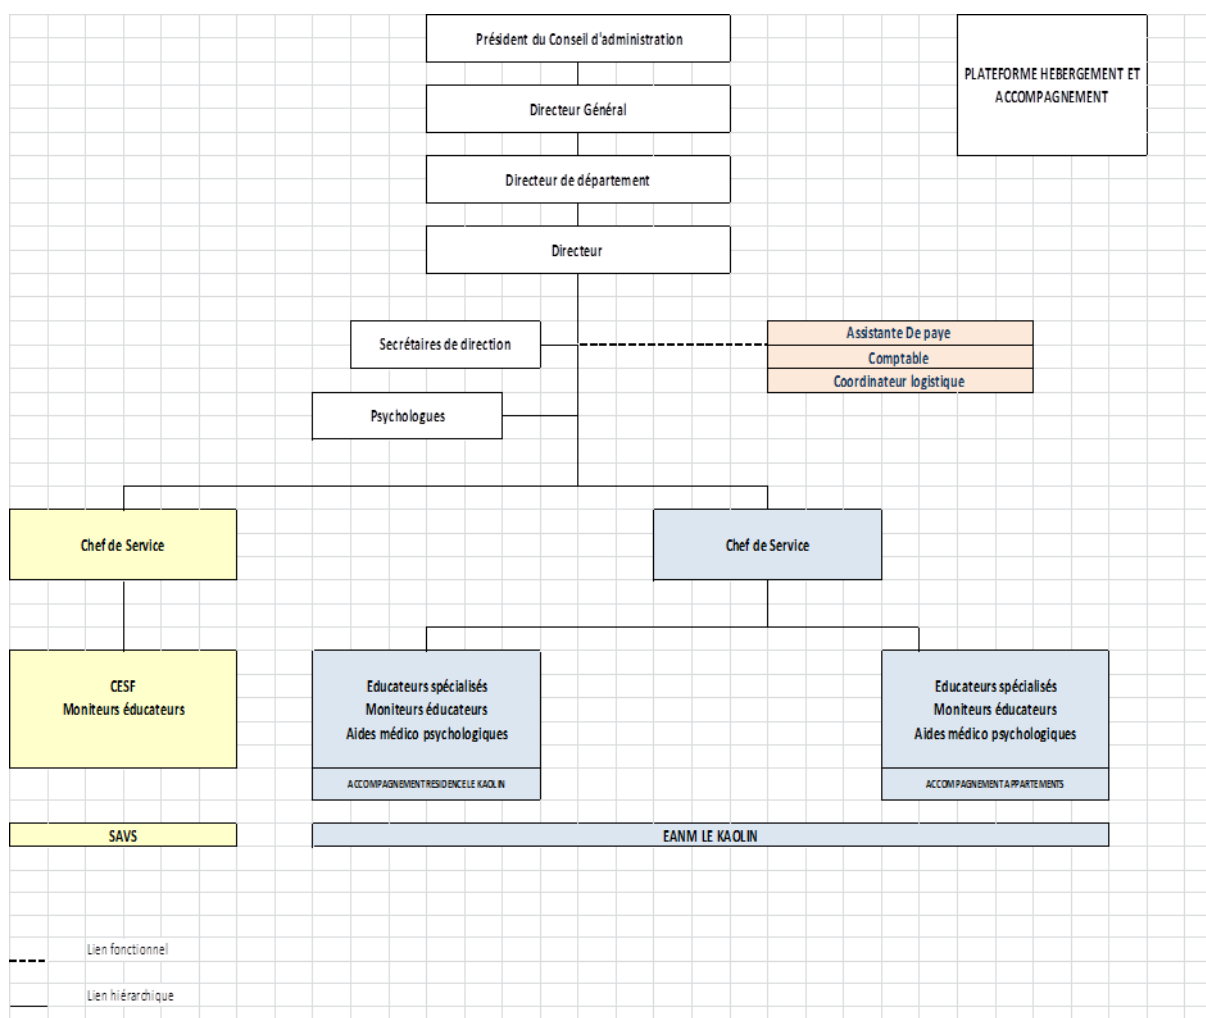 Président du Conseil d'administration
PLATEFORME HEBERGEMENT ET
ACCOMPAGNEMENT
Directeur Général
Directeur de département
Directeur
Secrétaires de direction
Assistante De paye
Comptable
Coordinateur logistique
Psychologues
Chef de Service
Chef de Service
CESF
Moniteurs éducateurs
Educateurs spécialisés
Moniteurs éducateurs
Aides médico psychologiques
ACCOMPAGNEMENT RESIDENCE LE KAOLIN
Educateurs spécialisés
Moniteurs éducateurs
Aides médico psychologiques
ACCOMPAGNEMENT APPARTEMENTS
SAVS
EANM LE KAOLIN
Lien fonctionnel
Lien hiérarchique